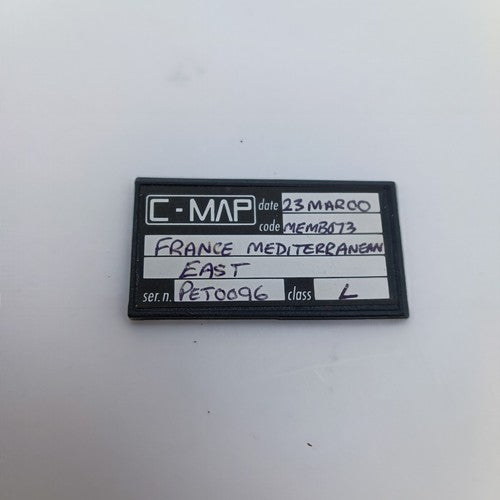 C-MAP date 23MAR00
code MEMB073
FRANCE MEDITERRANEAN
EAST
ser.n. PET0096 class L